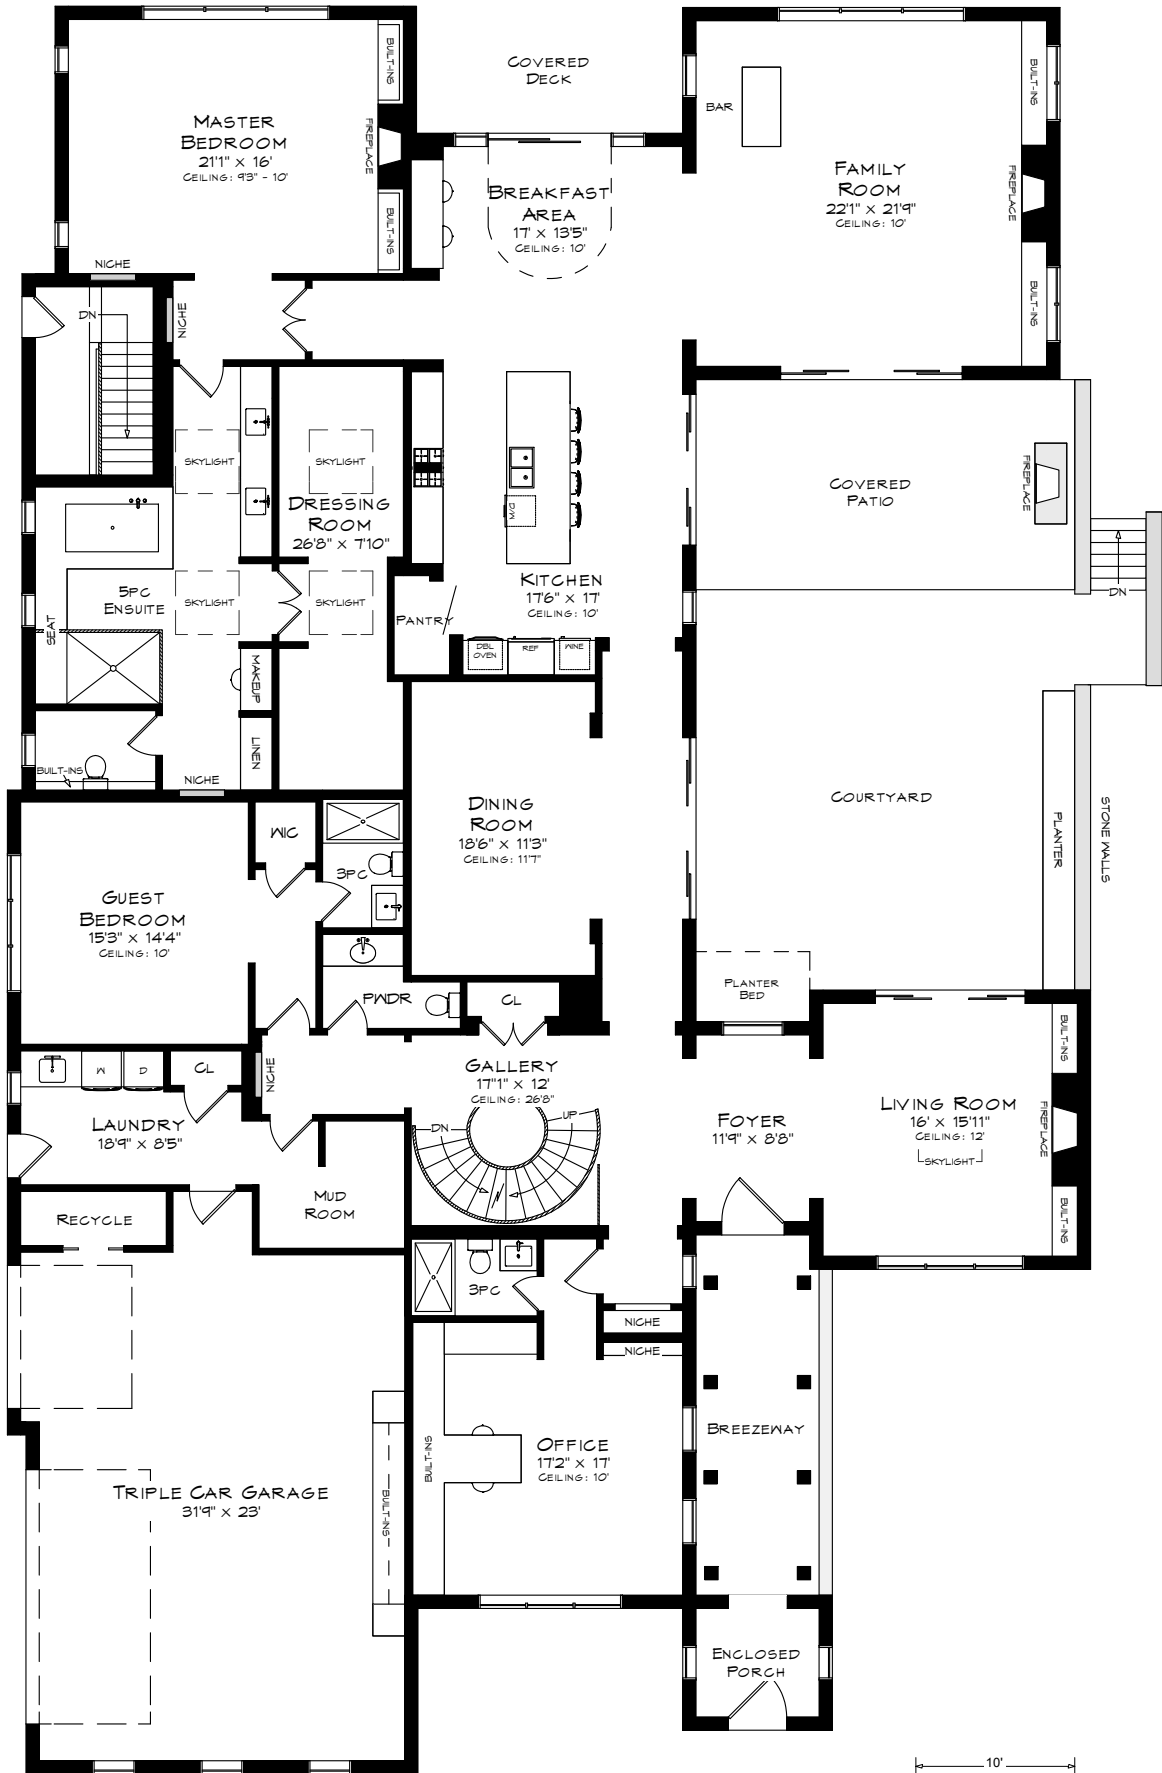 COVERED
DECK
BUILT-INS
MASTER
BEDROOM
21'1" X 16'
CEILING: 9'3" - 10'
FIREPLACE
BUILT-INS
NICHE
BAR
BUILT-INS
FAMILY
ROOM
22'1" X 21'9"
CEILING: 10'
FIREPLACE
BUILT-INS
BREAKFAST
AREA
17' X 13'5"
CEILING: 10'
DN
NICHE
SKYLIGHT
SKYLIGHT
DRESSING
ROOM
26'8" X 7'10"
D/W
COVERED
PATIO
FIREPLACE
DN
5PC
ENSUITE
SKYLIGHT
SKYLIGHT
SEAT
PANTRY
KITCHEN
17'6" X 17'
CEILING: 10'
DBL
OVEN
REF
WINE
MAKEUP
LINEN
BUILT-INS
NICHE
DINING
ROOM
18'6" X 11'3"
CEILING: 11'7"
COURTYARD
PLANTER
STONE WALLS
WIC
3PC
GUEST
BEDROOM
15'3" X 14'4"
CEILING: 10'
PWDR
CL
PLANTER
BED
W
D
CL
NICHE
LAUNDRY
18'9" X 8'5"
GALLERY
17'1" X 12'
CEILING: 26'8"
DN
UP
FOYER
11'9" X 8'8"
BUILT-INS
LIVING ROOM
16' X 15'11"
CEILING: 12'
SKYLIGHT
FIREPLACE
BUILT-INS
MUD
ROOM
RECYCLE
3PC
NICHE
NICHE
BUILT-INS
OFFICE
17'2" X 17'
CEILING: 10'
BREEZEWAY
TRIPLE CAR GARAGE
31'9" X 23'
BUILT-INS
ENCLOSED
PORCH
10'